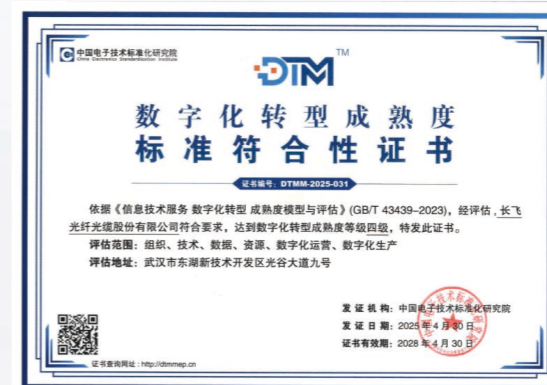 中国电子技术标准化研究院
China Electronics Standardization Institute
DTM™
数字化转型成熟度
标准符合性证书
证书编号：DTMM-2025-031
依据《信息技术服务 数字化转型 成熟度模型与评估》(GB/T 43439-2023)，经评估，长飞
光纤光缆股份有限公司符合要求，达到数字化转型成熟度等级四级，特发此证书。
评估范围：组织、技术、数据、资源、数字化运营、数字化生产
评估地址：武汉市东湖新技术开发区光谷大道九号
发证机构：中国电子技术标准化研究院
发证日期：2025年4月30日
证书有效期：2028年4月30日
证书查询网址：http://dtmmep.cn